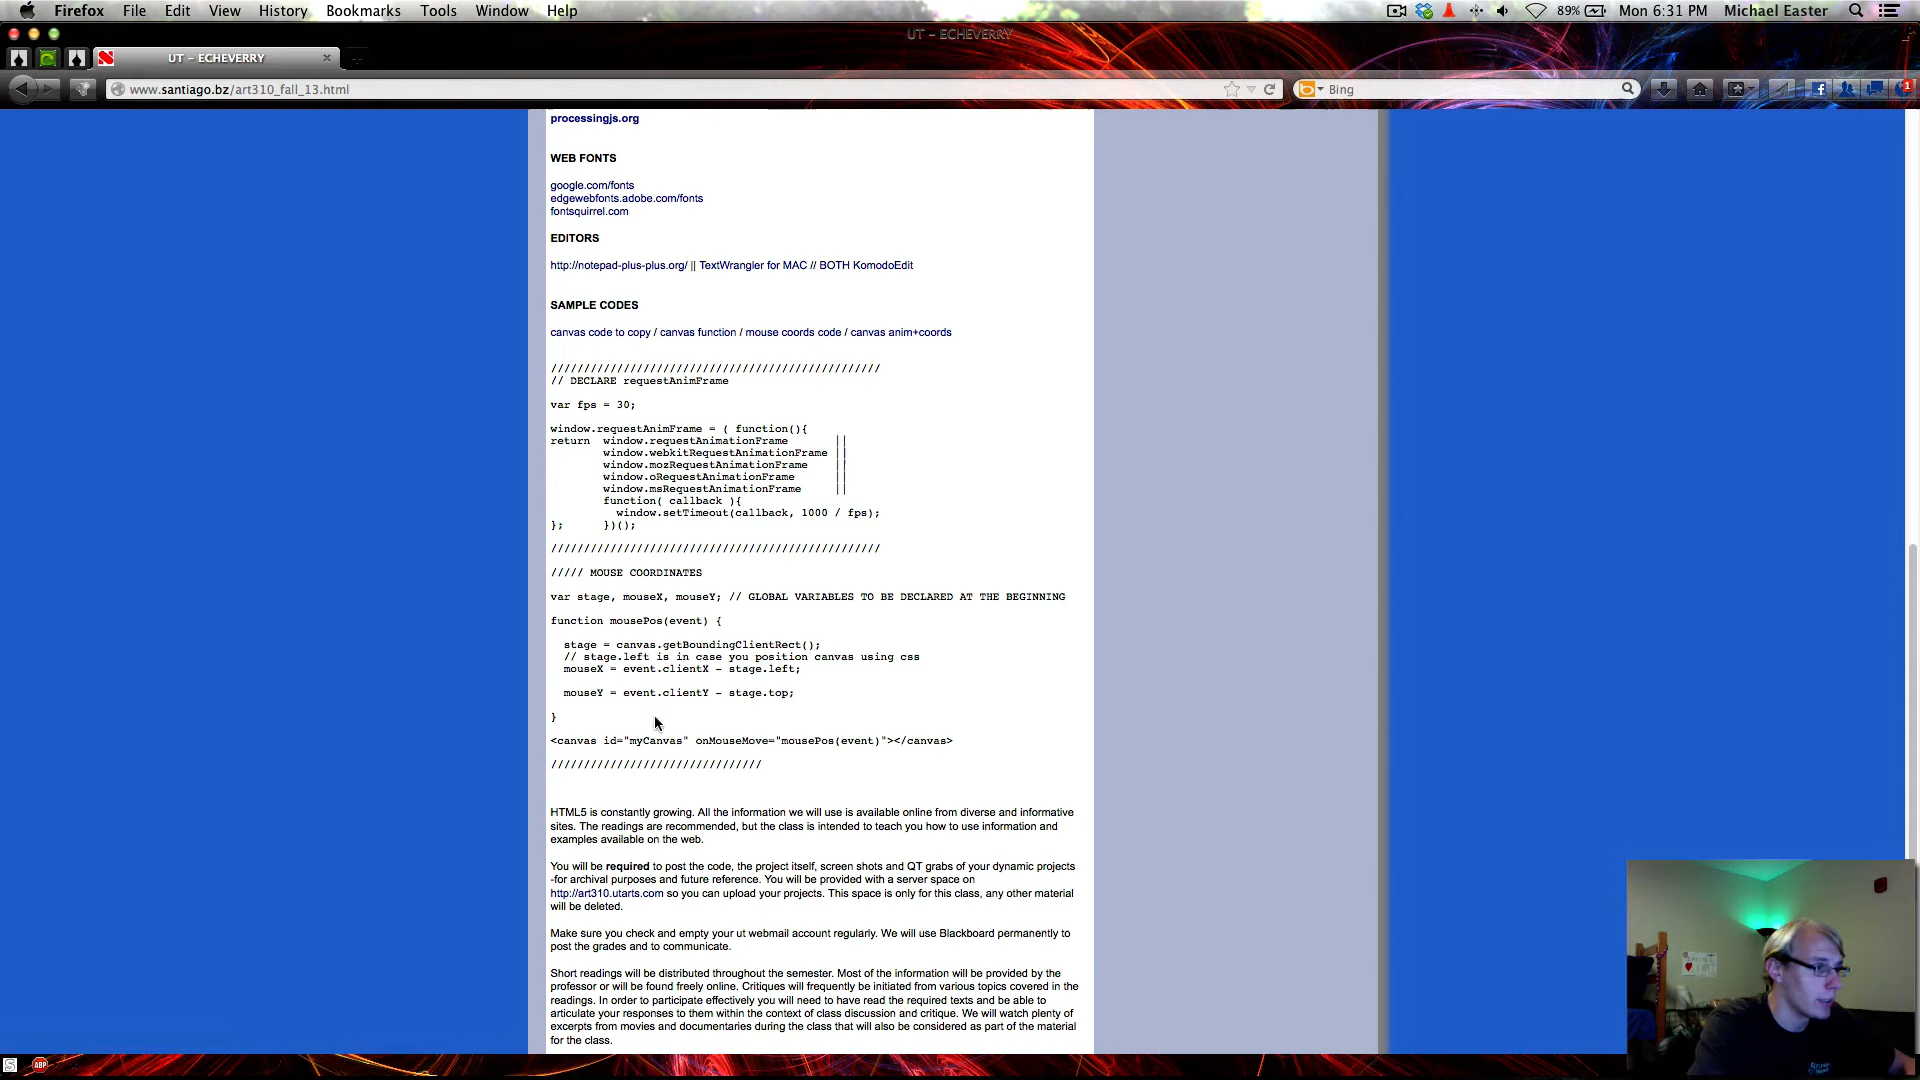 Firefox File Edit View History Bookmarks Tools Window Help 89% Mon 6:31 PM Michael Easter
UT - ECHEVERRY
UT - ECHEVERRY
www.santiago.bz/art310_fall_13.html
Bing
1
processingjs.org
WEB FONTS
google.com/fonts
edgewebfonts.adobe.com/fonts
fontsquirrel.com
EDITORS
http://notepad-plus-plus.org/ || TextWrangler for MAC // BOTH KomodoEdit
SAMPLE CODES
canvas code to copy / canvas function / mouse coords code / canvas anim+coords
//////////////////////////////////////////////////
// DECLARE requestAnimFrame
var fps = 30;
window.requestAnimFrame = ( function(){
return window.requestAnimationFrame ||
window.webkitRequestAnimationFrame ||
window.mozRequestAnimationFrame ||
window.oRequestAnimationFrame ||
window.msRequestAnimationFrame ||
function( callback ){
window.setTimeout(callback, 1000 / fps);
}; })();
//////////////////////////////////////////////////
///// MOUSE COORDINATES
var stage, mouseX, mouseY; // GLOBAL VARIABLES TO BE DECLARED AT THE BEGINNING
function mousePos(event) {
stage = canvas.getBoundingClientRect();
// stage.left is in case you position canvas using css
mouseX = event.clientX - stage.left;
mouseY = event.clientY - stage.top;
}
<canvas id="myCanvas" onMouseMove="mousePos(event)"></canvas>
////////////////////////////////
HTML5 is constantly growing. All the information we will use is available online from diverse and informative
sites. The readings are recommended, but the class is intended to teach you how to use information and
examples available on the web.
You will be required to post the code, the project itself, screen shots and QT grabs of your dynamic projects
-for archival purposes and future reference. You will be provided with a server space on
http://art310.utarts.com so you can upload your projects. This space is only for this class, any other material
will be deleted.
Make sure you check and empty your ut webmail account regularly. We will use Blackboard permanently to
post the grades and to communicate.
Short readings will be distributed throughout the semester. Most of the information will be provided by the
professor or will be found freely online. Critiques will frequently be initiated from various topics covered in the
readings. In order to participate effectively you will need to have read the required texts and be able to
articulate your responses to them within the context of class discussion and critique. We will watch plenty of
excerpts from movies and documentaries during the class that will also be considered as part of the material
for the class.
S ABP